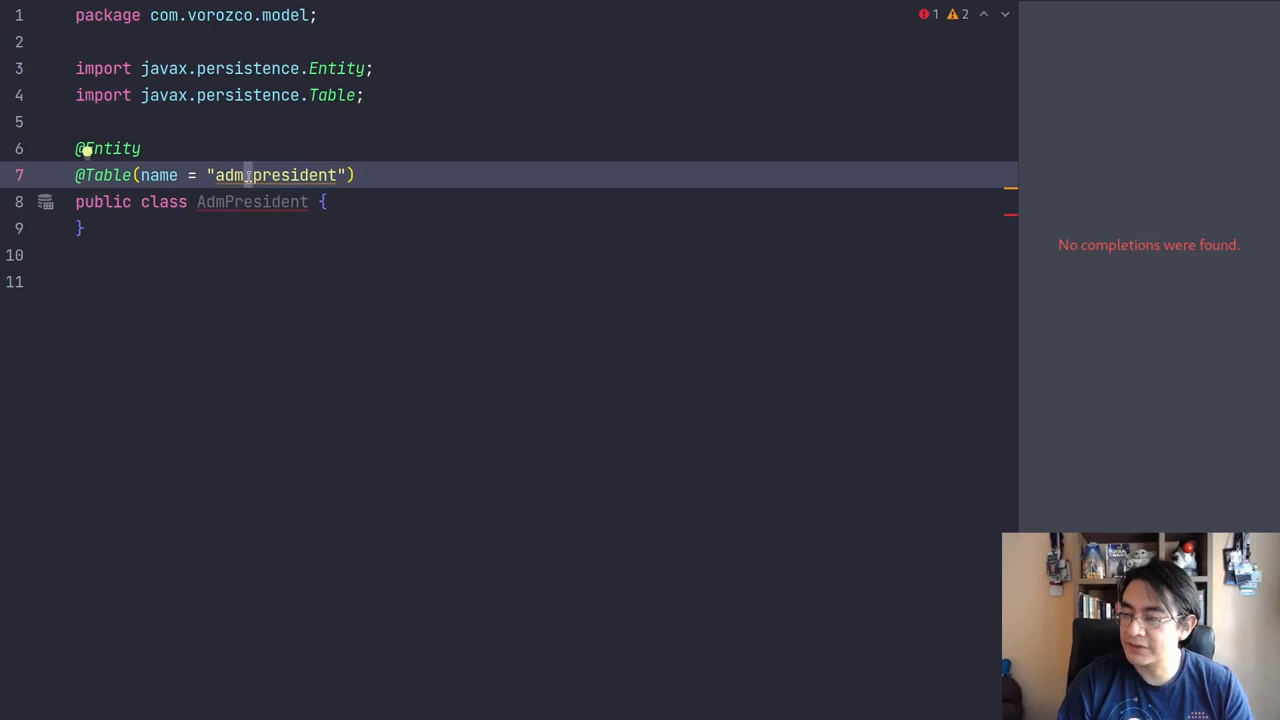 1 package com.vorozco.model;
1 2
2
3 import javax.persistence.Entity;
4 import javax.persistence.Table;
5
6 @Entity
7 @Table(name = "adm_president")
8 public class AdmPresident {
9 }
10
11
No completions were found.